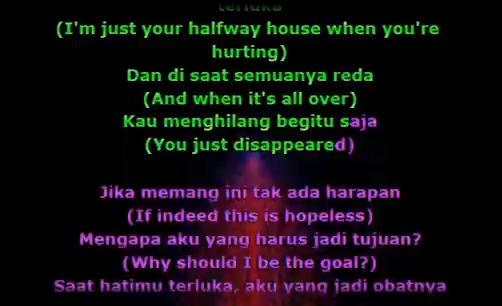 terluka
(I'm just your halfway house when you're
hurting)
Dan di saat semuanya reda
(And when it's all over)
Kau menghilang begitu saja
(You just disappeared)
Jika memang ini tak ada harapan
(If indeed this is hopeless)
Mengapa aku yang harus jadi tujuan?
(Why should I be the goal?)
Saat hatimu terluka, aku yang jadi obatnya